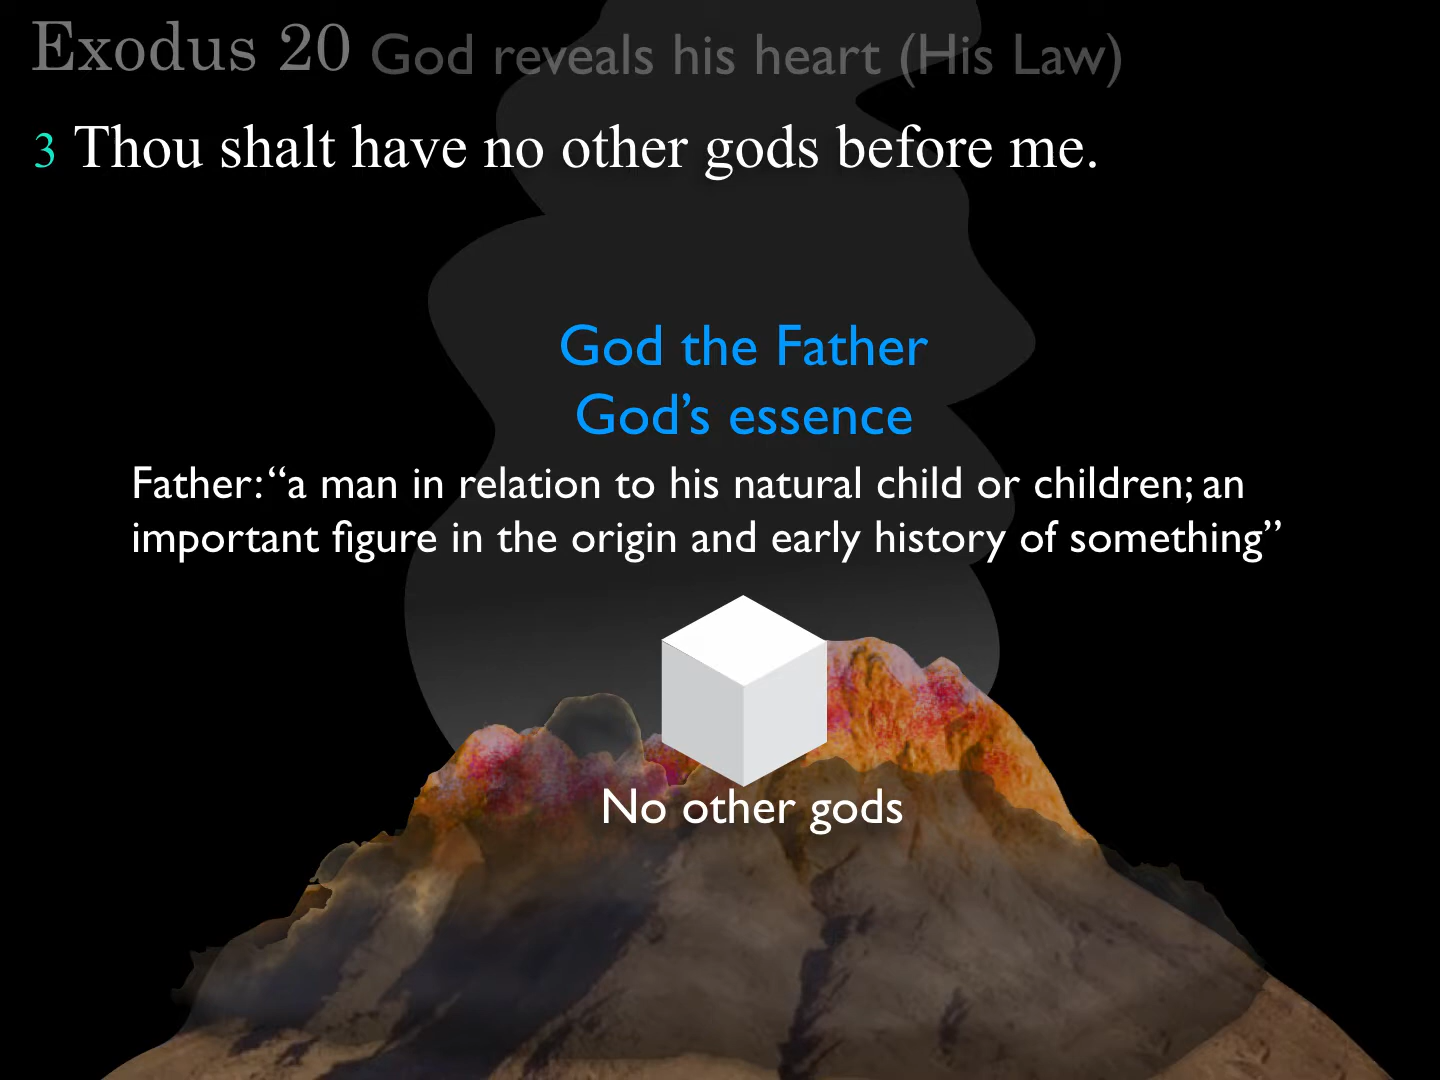 Exodus 20 God reveals his heart (His Law)
3 Thou shalt have no other gods before me.
God the Father
God’s essence
Father: “a man in relation to his natural child or children; an
important figure in the origin and early history of something”
No other gods